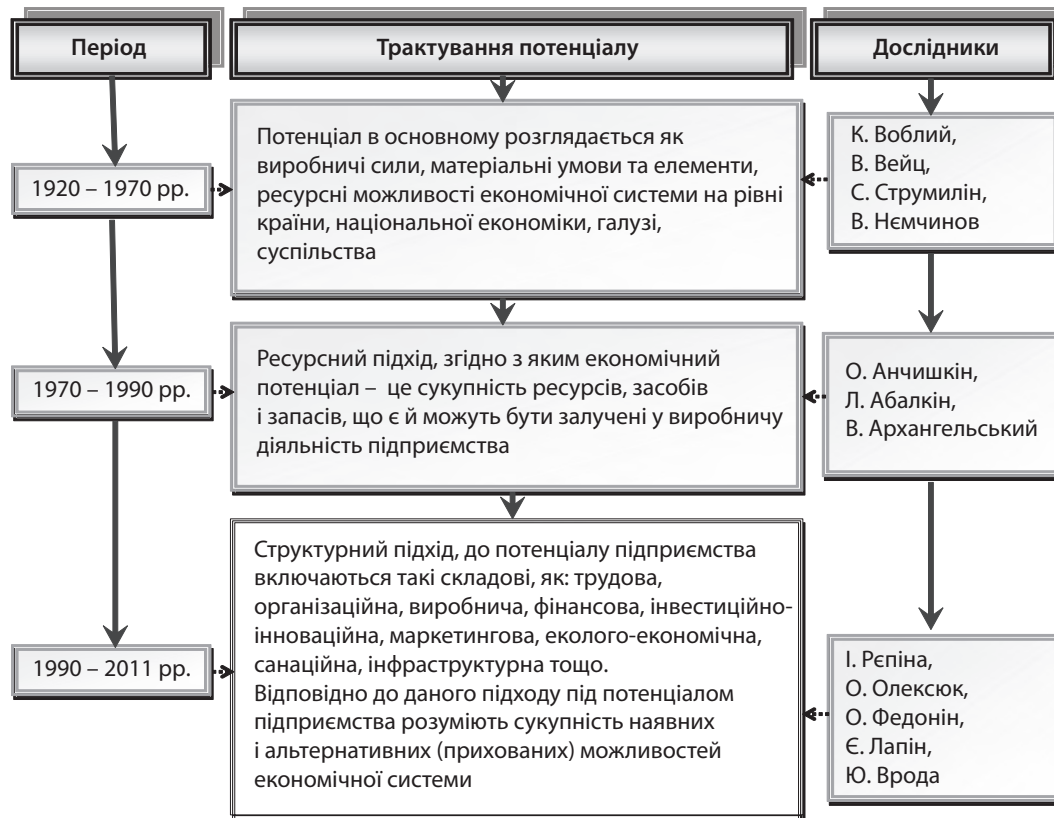 Період
Трактування потенціалу
Дослідники
1920 – 1970 рр.
Потенціал в основному розглядається як
виробничі сили, матеріальні умови та елементи,
ресурсні можливості економічної системи на рівні
країни, національної економіки, галузі,
суспільства
К. Воблий,
В. Вейц,
С. Струмилін,
В. Нємчинов
1970 – 1990 рр.
Ресурсний підхід, згідно з яким економічний
потенціал – це сукупність ресурсів, засобів
і запасів, що є й можуть бути залучені у виробничу
діяльність підприємства
О. Анчишкін,
Л. Абалкін,
В. Архангельський
1990 – 2011 рр.
Структурний підхід, до потенціалу підприємства
включаються такі складові, як: трудова,
організаційна, виробнича, фінансова, інвестиційно-
інноваційна, маркетингова, еколого-економічна,
санаційна, інфраструктурна тощо.
Відповідно до даного підходу під потенціалом
підприємства розуміють сукупність наявних
і альтернативних (прихованих) можливостей
економічної системи
І. Рєпіна,
О. Олексюк,
О. Федонін,
Є. Лапін,
Ю. Врода